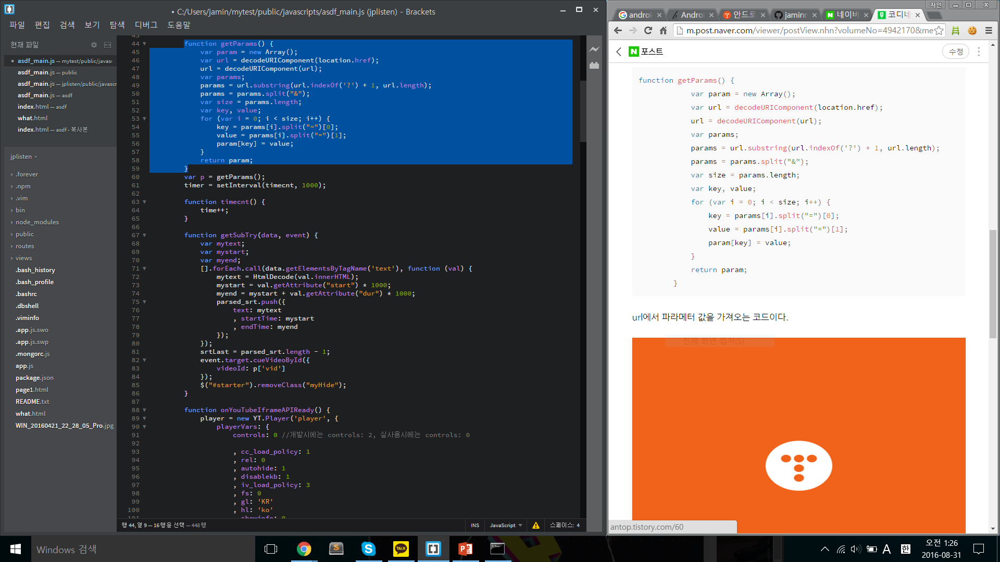 • C:/Users/jamin/mytest/public/javascripts/asdf_main.js (jplisten) - Brackets
파일 편집 검색 보기 탐색 디버그 도움말
현재 파일
• asdf_main.js — mytest/public/javas
asdf_main.js — public
asdf_main.js — jplisten/public/javascr
asdf_main.js — asdf
index.html — asdf
what.html
index.html — asdf - 복사본
jplisten
.forever
.npm
.vim
bin
node_modules
public
routes
views
.bash_history
.bash_profile
.bashrc
.dbshell
.viminfo
.app.js.swo
.app.js.swp
.mongorc.js
app.js
package.json
page1.html
README.txt
what.html
WIN_20160421_22_28_05_Pro.jpg
43
44 function getParams() {
45 var param = new Array();
46 var url = decodeURIComponent(location.href);
47 url = decodeURIComponent(url);
48 var params;
49 params = url.substring(url.indexOf('?') + 1, url.length);
50 params = params.split("&");
51 var size = params.length;
52 var key, value;
53 for (var i = 0; i < size; i++) {
54 key = params[i].split("=")[0];
55 value = params[i].split("=")[1];
56 param[key] = value;
57 }
58 return param;
59 }
60 var p = getParams();
61 timer = setInterval(timecnt, 1000);
62
63 function timecnt() {
64 time++;
65 }
66
67 function getSubTry(data, event) {
68 var mytext;
69 var mystart;
70 var myend;
71 [].forEach.call(data.getElementsByTagName('text'), function (val) {
72 mytext = HtmlDecode(val.innerHTML);
73 mystart = val.getAttribute("start") * 1000;
74 myend = mystart + val.getAttribute("dur") * 1000;
75 parsed_srt.push({
76 text: mytext
77 , startTime: mystart
78 , endTime: myend
79 });
80 });
81 srtLast = parsed_srt.length - 1;
82 event.target.cueVideoById({
83 videoId: p['vid']
84 });
85 $("#starter").removeClass("myHide");
86 }
87
88 function onYouTubeIframeAPIReady() {
89 player = new YT.Player('player', {
90 playerVars: {
91 controls: 0 //개발시에는 controls: 2, 실사용시에는 controls: 0
92
93 , cc_load_policy: 1
94 , rel: 0
95 , autohide: 1
96 , disablekb: 1
97 , iv_load_policy: 3
98 , fs: 0
99 , gl: 'KR'
100 , hl: 'ko'
101 , showinfo: 0
행 44, 열 9 — 16행을 선택 — 448 행
INS JavaScript 스페이스: 4
자민
androi Androi 안드로 jaminn 네이버 코디네
m.post.naver.com/viewer/postView.nhn?volumeNo=4942170&me
N 포스트 수정
function getParams() {
var param = new Array();
var url = decodeURIComponent(location.href);
url = decodeURIComponent(url);
var params;
params = url.substring(url.indexOf('?') + 1, url.length);
params = params.split("&");
var size = params.length;
var key, value;
for (var i = 0; i < size; i++) {
key = params[i].split("=")[0];
value = params[i].split("=")[1];
param[key] = value;
}
return param;
}
url에서 파라메터 값을 가져오는 코드이다.
전체 화면 캡처(S)
antop.tistory.com/60
Windows 검색
TALK
A 한
오전 1:26
2016-08-31